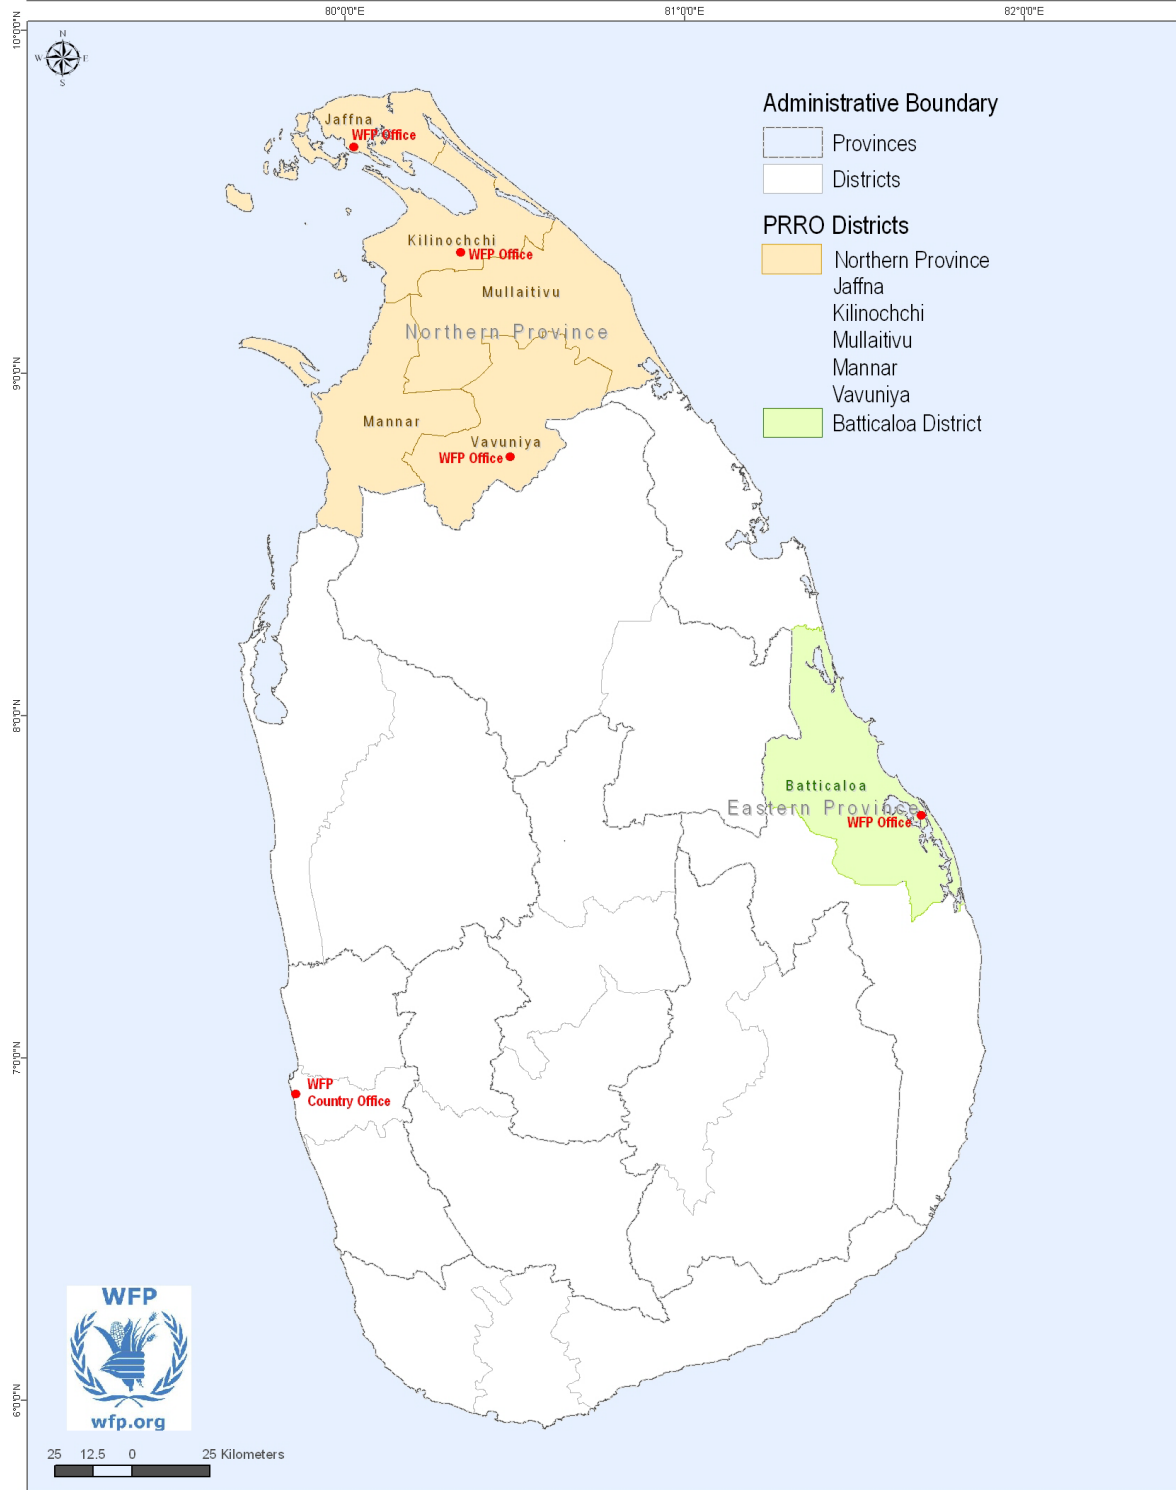 80°0'0"E
81°0'0"E
82°0'0"E
10°0'0"N
N
W
E
S
Administrative Boundary
Provinces
Districts
PRRO Districts
Northern Province
Jaffna
Kilinochchi
Mullaitivu
Mannar
Vavuniya
Batticaloa District
Jaffna
WFP Office
Kilinochchi
WFP Office
Mullaitivu
Northern Province
9°0'0"N
Mannar
Vavuniya
WFP Office
8°0'0"N
Batticaloa
Eastern Province
WFP Office
7°0'0"N
WFP
Country Office
6°0'0"N
WFP
wfp.org
25 12.5 0 25 Kilometers